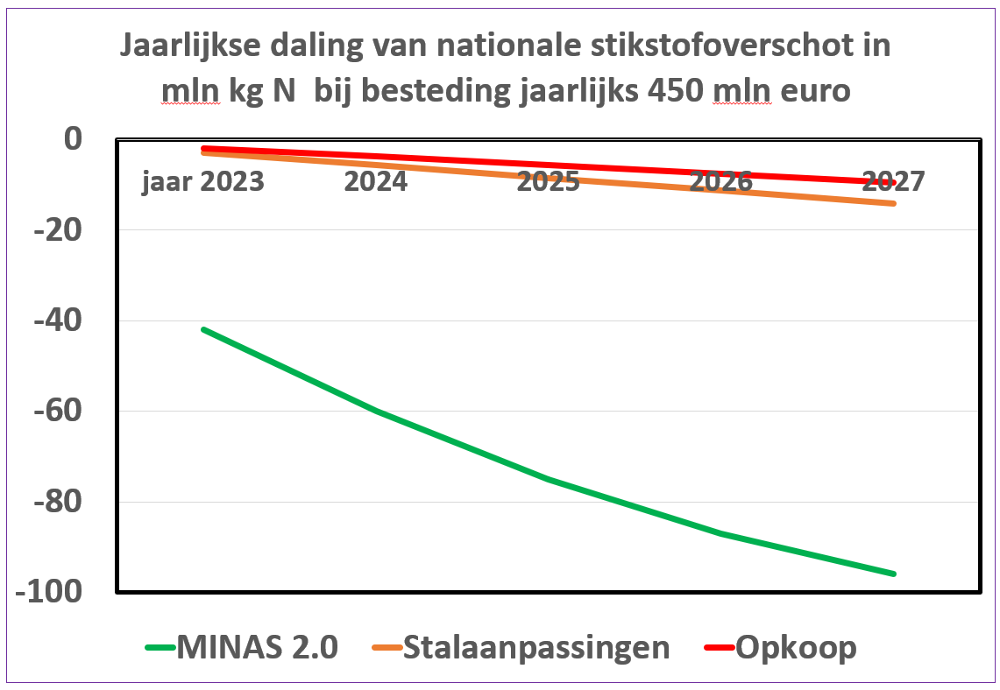 Jaarlijkse daling van nationale stikstofoverschot in
mln kg N bij besteding jaarlijks 450 mln euro
0
jaar 2023 2024 2025 2026 2027
-20
-40
-60
-80
-100
MINAS 2.0 Stalaanpassingen Opkoop